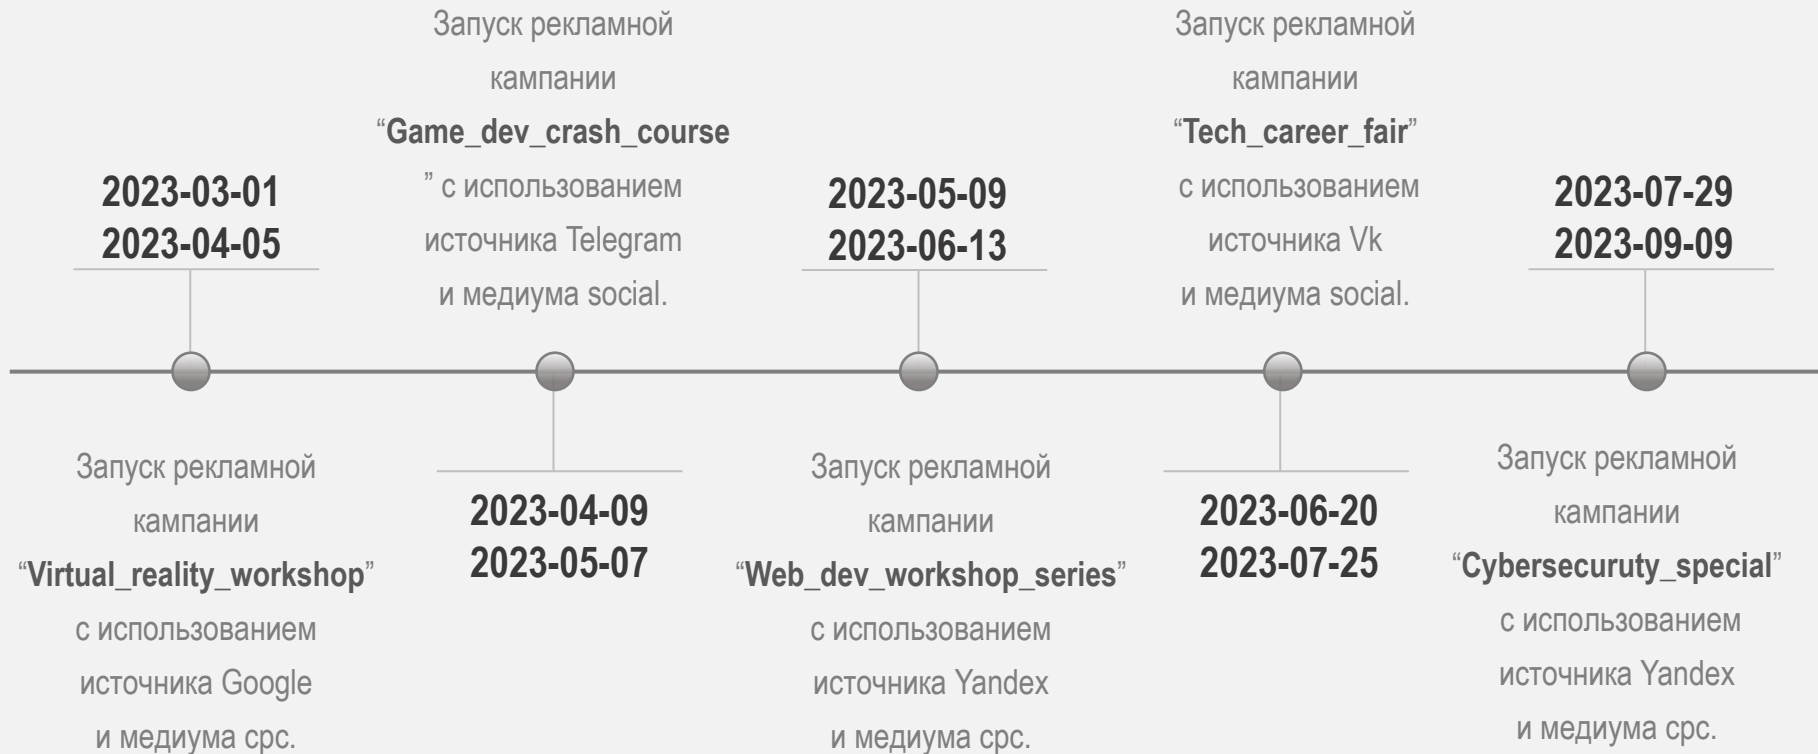 2023-03-01
2023-04-05
Запуск рекламной
кампании
“Virtual_reality_workshop”
с использованием
источника Google
и медиума cpc.
Запуск рекламной
кампании
“Game_dev_crash_course
” с использованием
источника Telegram
и медиума social.
2023-04-09
2023-05-07
2023-05-09
2023-06-13
Запуск рекламной
кампании
“Web_dev_workshop_series”
с использованием
источника Yandex
и медиума cpc.
Запуск рекламной
кампании
“Tech_career_fair”
с использованием
источника Vk
и медиума social.
2023-06-20
2023-07-25
2023-07-29
2023-09-09
Запуск рекламной
кампании
“Cybersecuruty_special”
с использованием
источника Yandex
и медиума cpc.